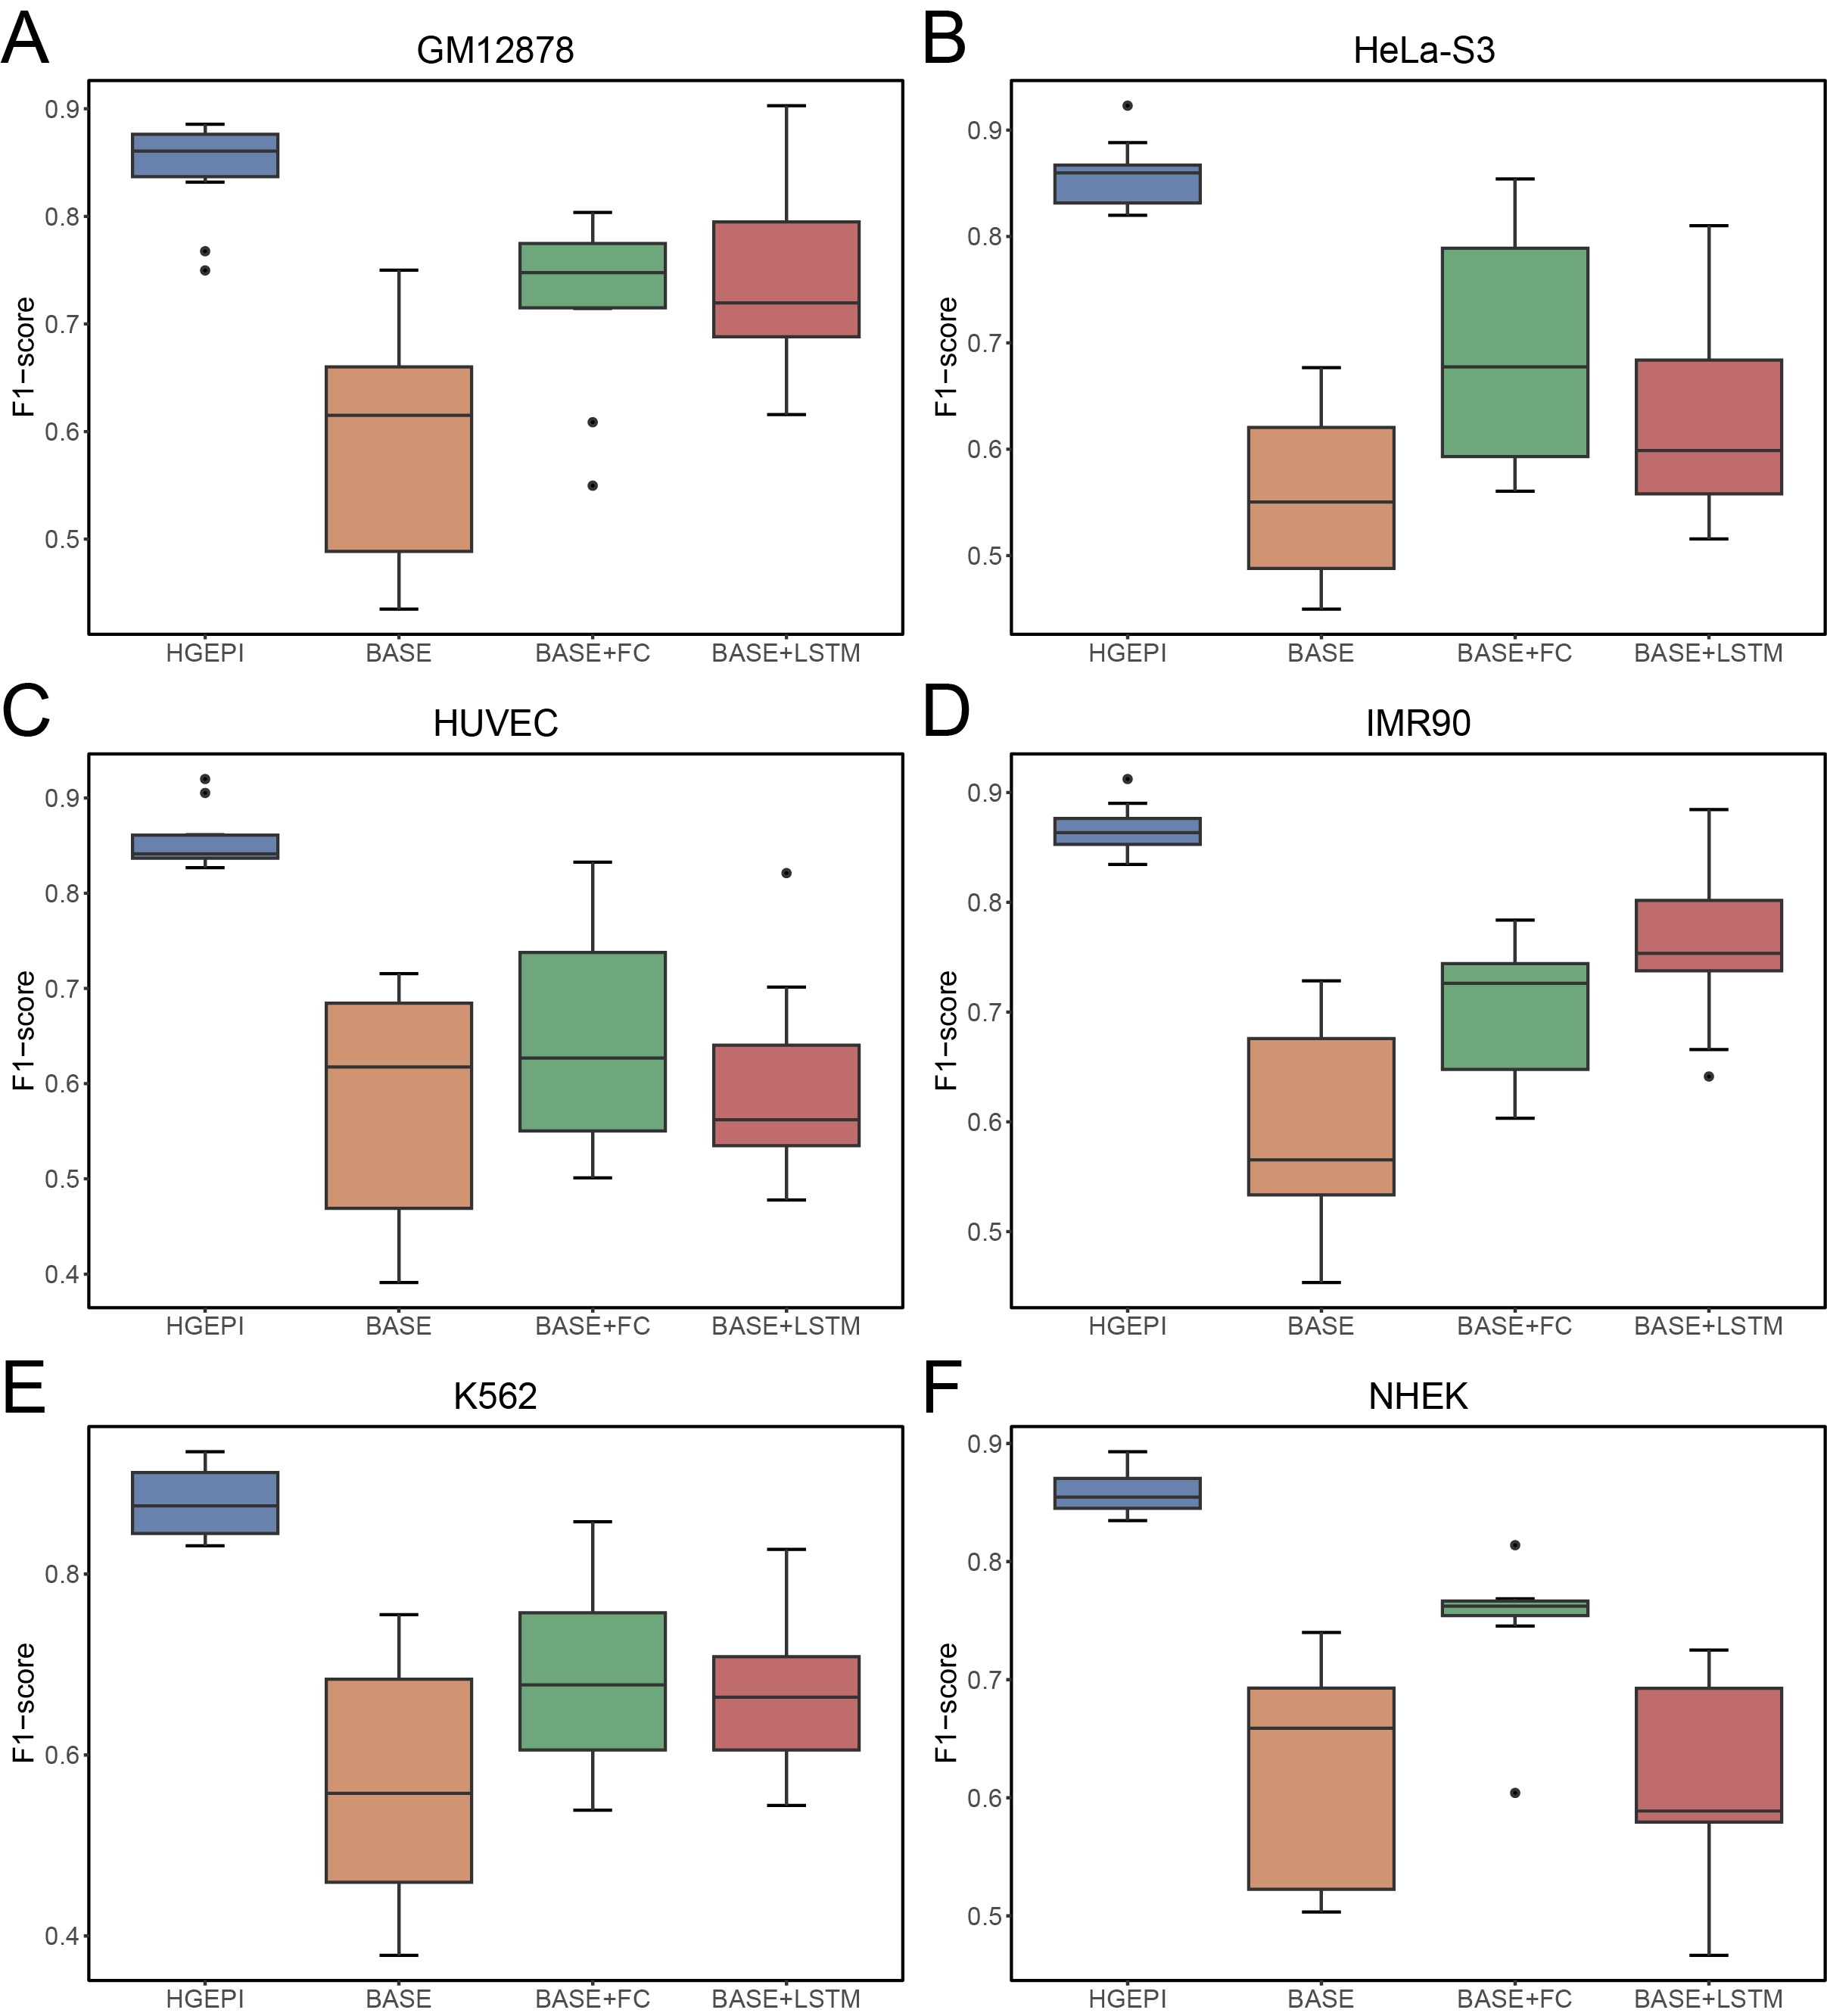 A
GM12878
F1−score
0.9
0.8
0.7
0.6
0.5
HGEPI BASE BASE+FC BASE+LSTM
B
HeLa-S3
F1−score
0.9
0.8
0.7
0.6
0.5
HGEPI BASE BASE+FC BASE+LSTM
C
HUVEC
F1−score
0.9
0.8
0.7
0.6
0.5
0.4
HGEPI BASE BASE+FC BASE+LSTM
D
IMR90
F1−score
0.9
0.8
0.7
0.6
0.5
HGEPI BASE BASE+FC BASE+LSTM
E
K562
F1−score
0.8
0.6
0.4
HGEPI BASE BASE+FC BASE+LSTM
F
NHEK
F1−score
0.9
0.8
0.7
0.6
0.5
HGEPI BASE BASE+FC BASE+LSTM